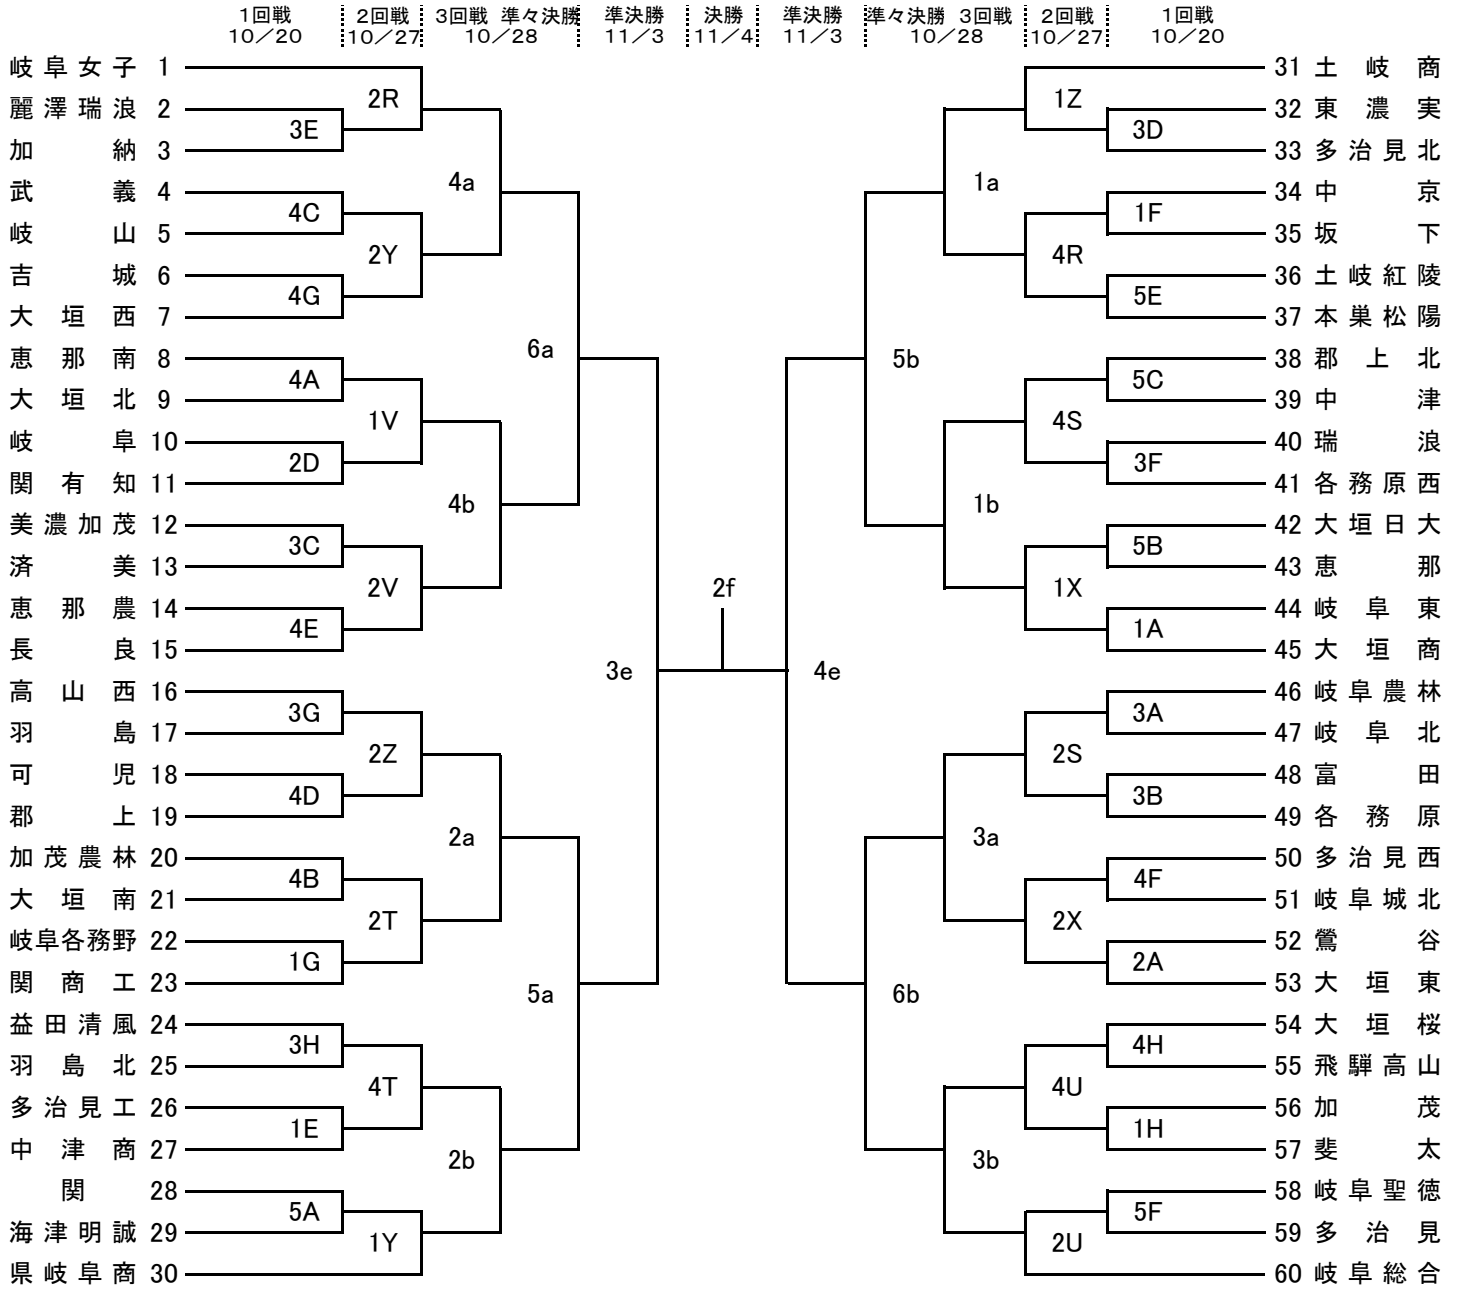 1回戦 2回戦 3回戦 準々決勝 準決勝 決勝 準決勝 準々決勝 3回戦 2回戦 1回戦
10／20 10／27 10／28 11／3 11／4 11／3 10／28 10／27 10／20
岐阜女子 1 31 土岐商
2R 1Z
麗澤瑞浪 2 32 東濃実
3E 3D
加納 3 33 多治見北
4a 1a
武義 4 34 中京
4C 1F
岐山 5 35 坂下
2Y 4R
吉城 6 36 土岐紅陵
4G 5E
大垣西 7 37 本巣松陽
6a 5b
恵那南 8 38 郡上北
4A 5C
大垣北 9 39 中津
1V 4S
岐阜 10 40 瑞浪
2D 3F
関有知 11 41 各務原西
4b 1b
美濃加茂 12 42 大垣日大
3C 5B
済美 13 43 恵那
2V 2f 1X
恵那農 14 44 岐阜東
4E 1A
長良 15 45 大垣商
3e 4e
高山西 16 46 岐阜農林
3G 3A
羽島 17 47 岐阜北
2Z 2S
可児 18 48 富田
4D 3B
郡上 19 49 各務原
2a 3a
加茂農林 20 50 多治見西
4B 4F
大垣南 21 51 岐阜城北
2T 2X
岐阜各務野 22 52 鶯谷
1G 2A
関商工 23 53 大垣東
5a 6b
益田清風 24 54 大垣桜
3H 4H
羽島北 25 55 飛騨高山
4T 4U
多治見工 26 56 加茂
1E 1H
中津商 27 57 斐太
2b 3b
関 28 58 岐阜聖徳
5A 5F
海津明誠 29 59 多治見
1Y 2U
県岐阜商 30 60 岐阜総合